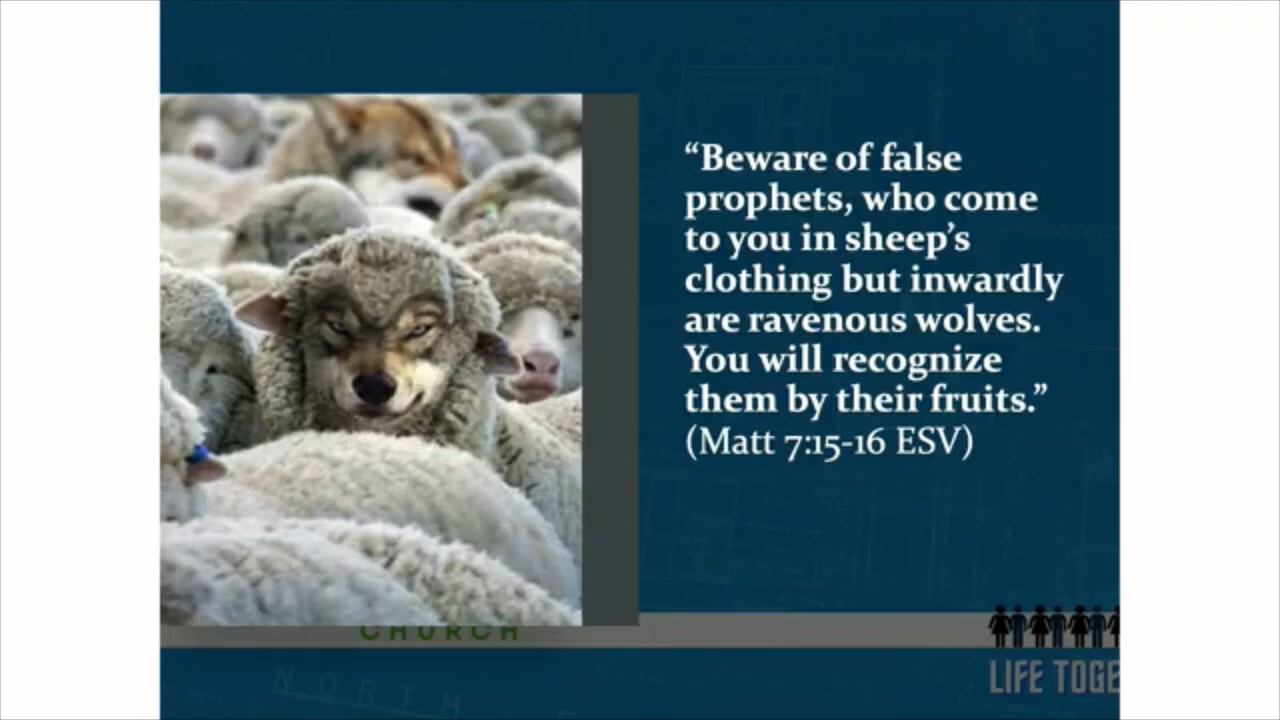 “Beware of false
prophets, who come
to you in sheep’s
clothing but inwardly
are ravenous wolves.
You will recognize
them by their fruits.”
(Matt 7:15-16 ESV)
CHURCH
LIFE TOGE
NORTH